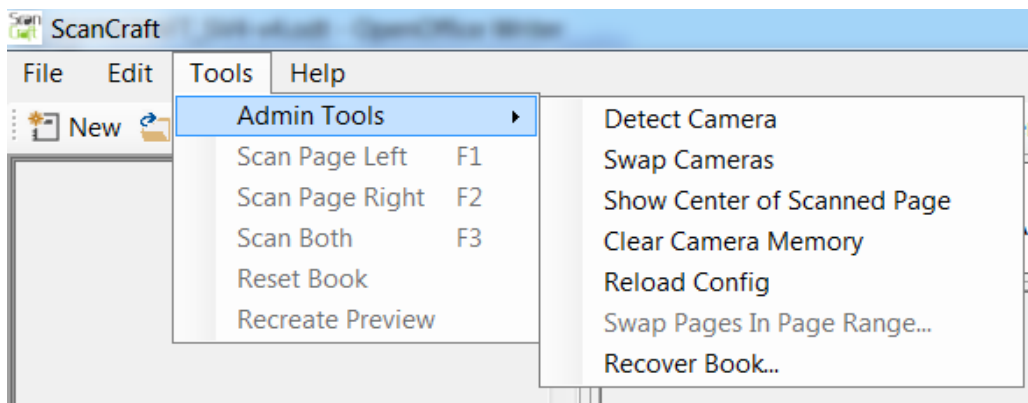 Scan
Craft
ScanCraft
File Edit Tools Help
New
Admin Tools
Scan Page Left F1
Scan Page Right F2
Scan Both F3
Reset Book
Recreate Preview
Detect Camera
Swap Cameras
Show Center of Scanned Page
Clear Camera Memory
Reload Config
Swap Pages In Page Range...
Recover Book...